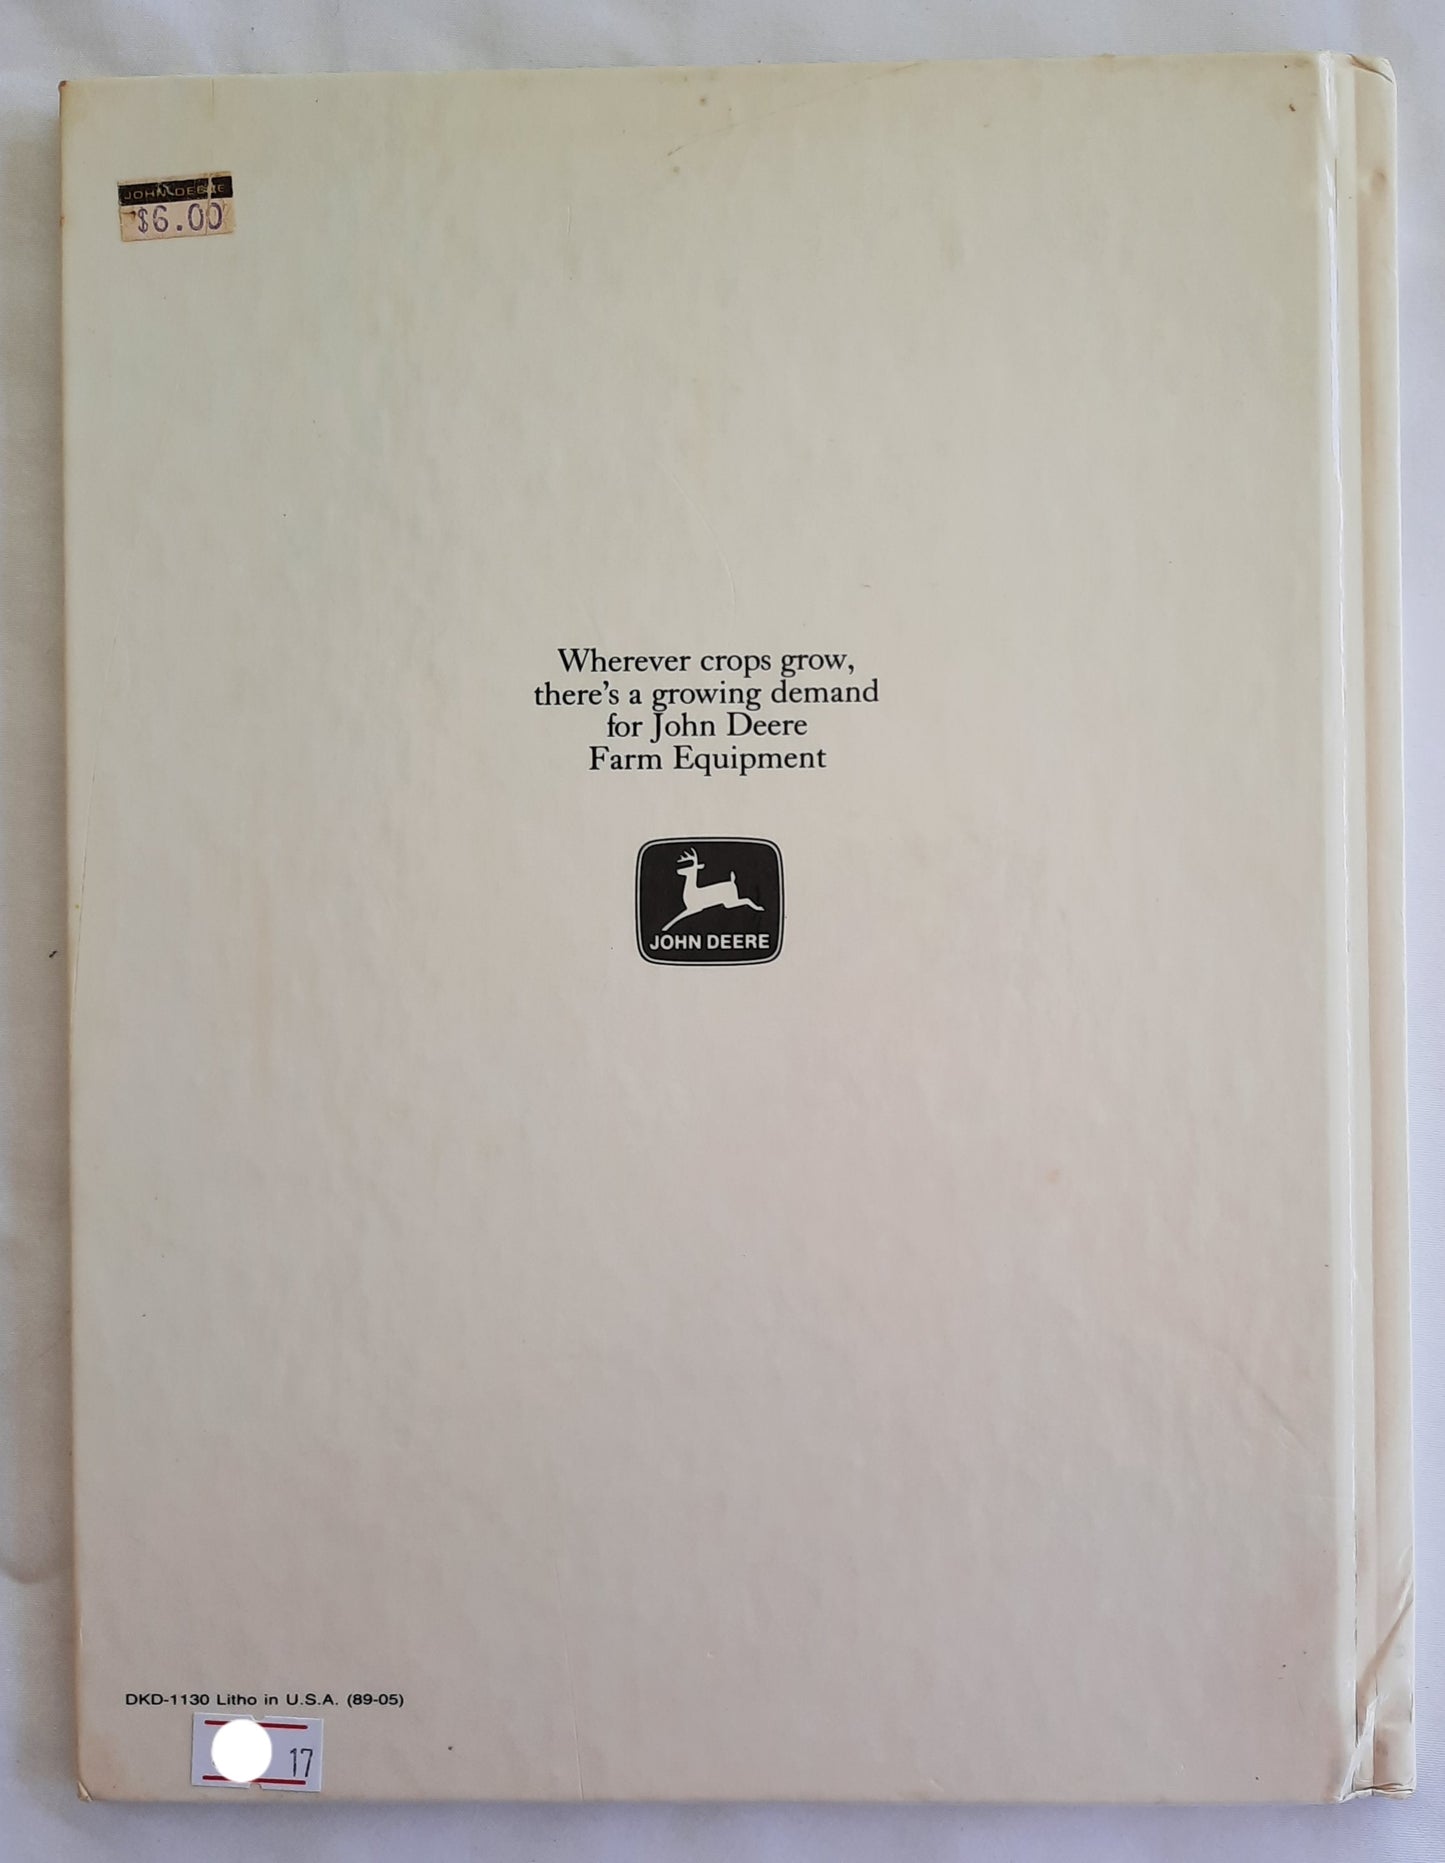 JOHN DEERE
$6.00
Wherever crops grow,
there's a growing demand
for John Deere
Farm Equipment
JOHN DEERE
DKD-1130 Litho in U.S.A. (89-05)
17